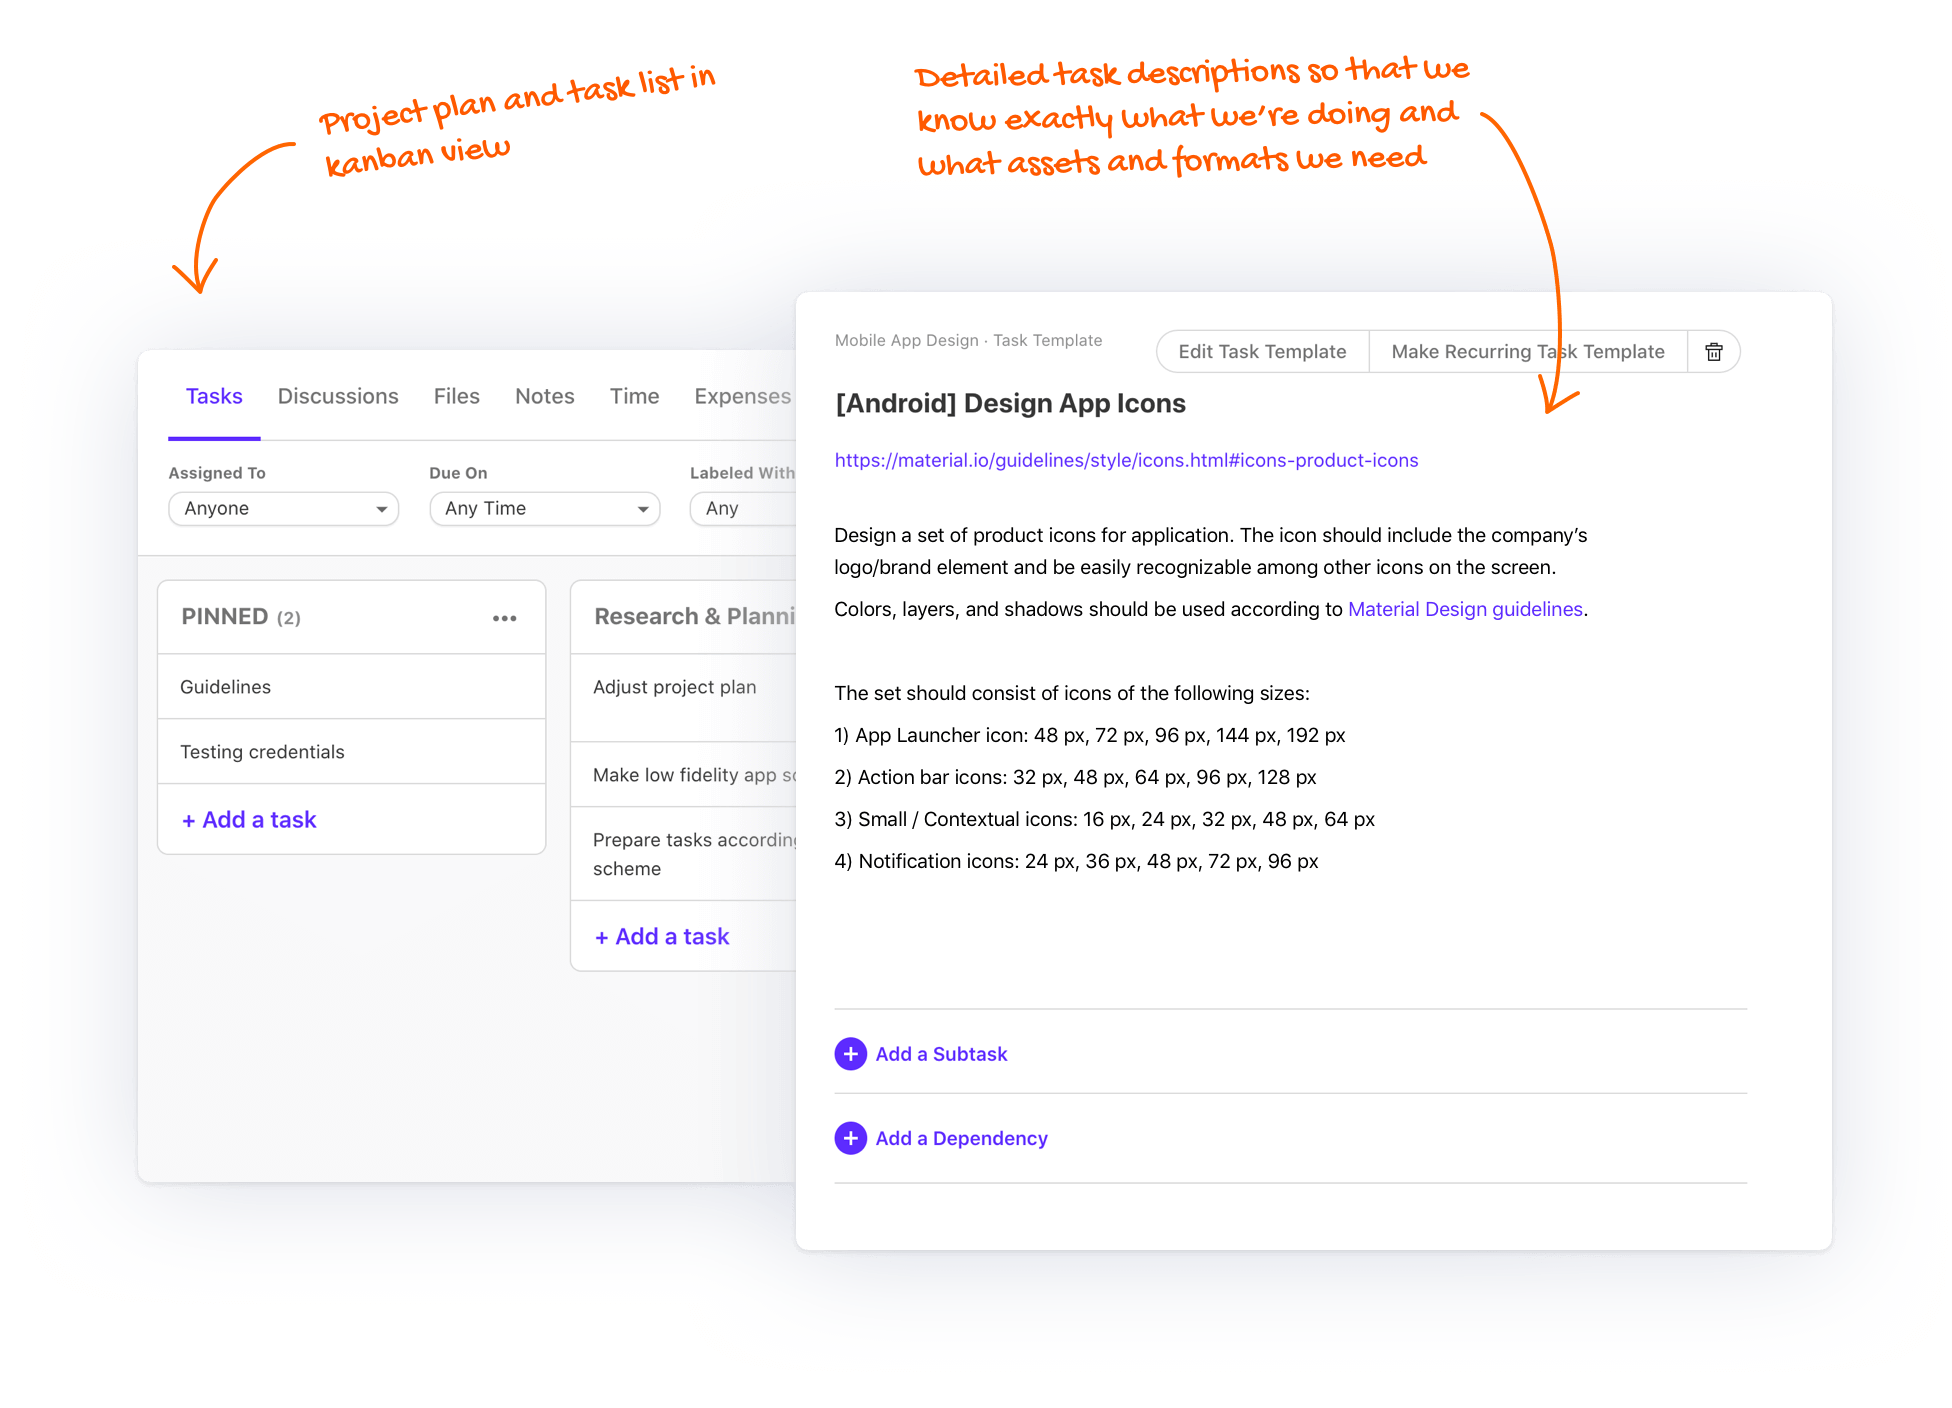 Project plan and task list in
kanban view
Detailed task descriptions so that we
know exactly what we're doing and
what assets and formats we need
Tasks Discussions Files Notes Time Expenses
Assigned To Due On Labeled With
Anyone Any Time Any
PINNED (2) •••
Guidelines
Testing credentials
+ Add a task
Research & Planni
Adjust project plan
Make low fidelity app sc
Prepare tasks according
scheme
+ Add a task
Mobile App Design · Task Template
Edit Task Template Make Recurring Task Template
[Android] Design App Icons
https://material.io/guidelines/style/icons.html#icons-product-icons
Design a set of product icons for application. The icon should include the company’s
logo/brand element and be easily recognizable among other icons on the screen.
Colors, layers, and shadows should be used according to Material Design guidelines.
The set should consist of icons of the following sizes:
1) App Launcher icon: 48 px, 72 px, 96 px, 144 px, 192 px
2) Action bar icons: 32 px, 48 px, 64 px, 96 px, 128 px
3) Small / Contextual icons: 16 px, 24 px, 32 px, 48 px, 64 px
4) Notification icons: 24 px, 36 px, 48 px, 72 px, 96 px
Add a Subtask
Add a Dependency